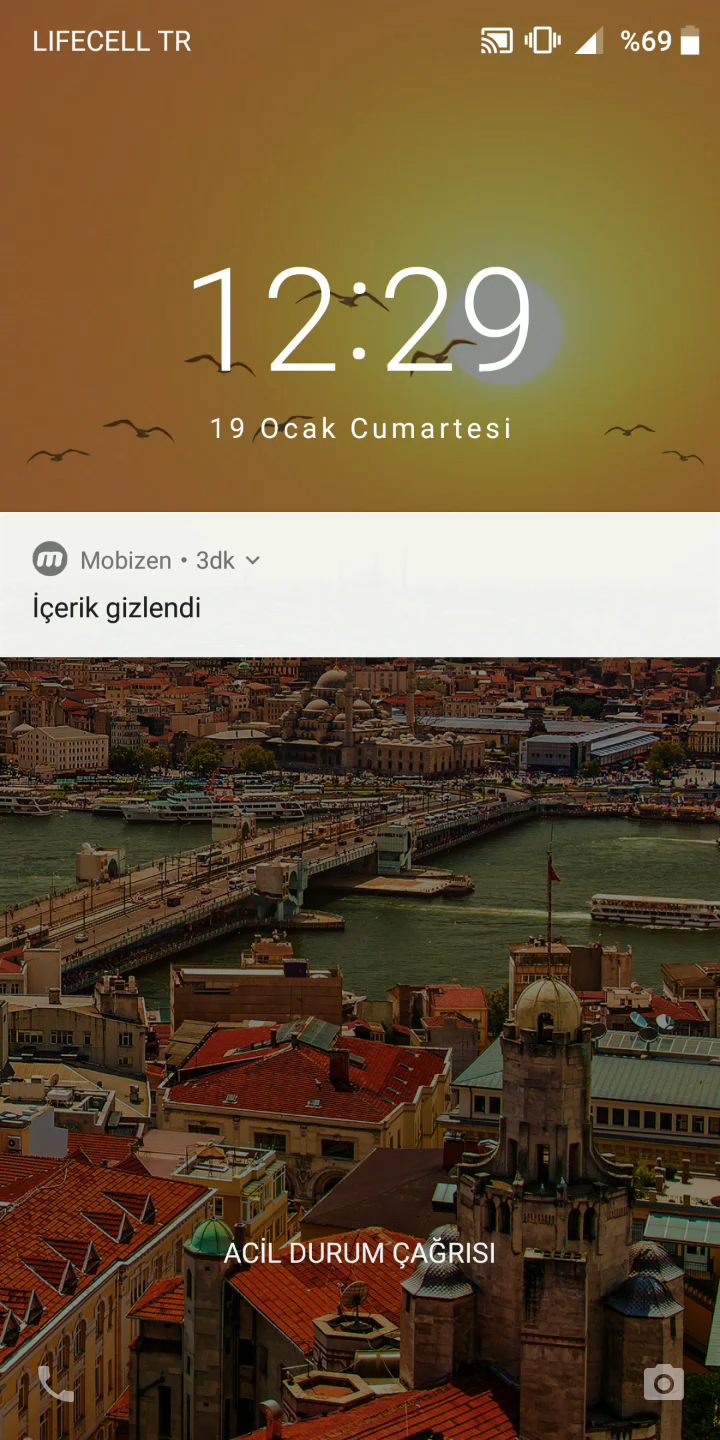 LIFECELL TR %69
12:29
19 Ocak Cumartesi
Mobizen • 3dk
İçerik gizlendi
ACİL DURUM ÇAĞRISI